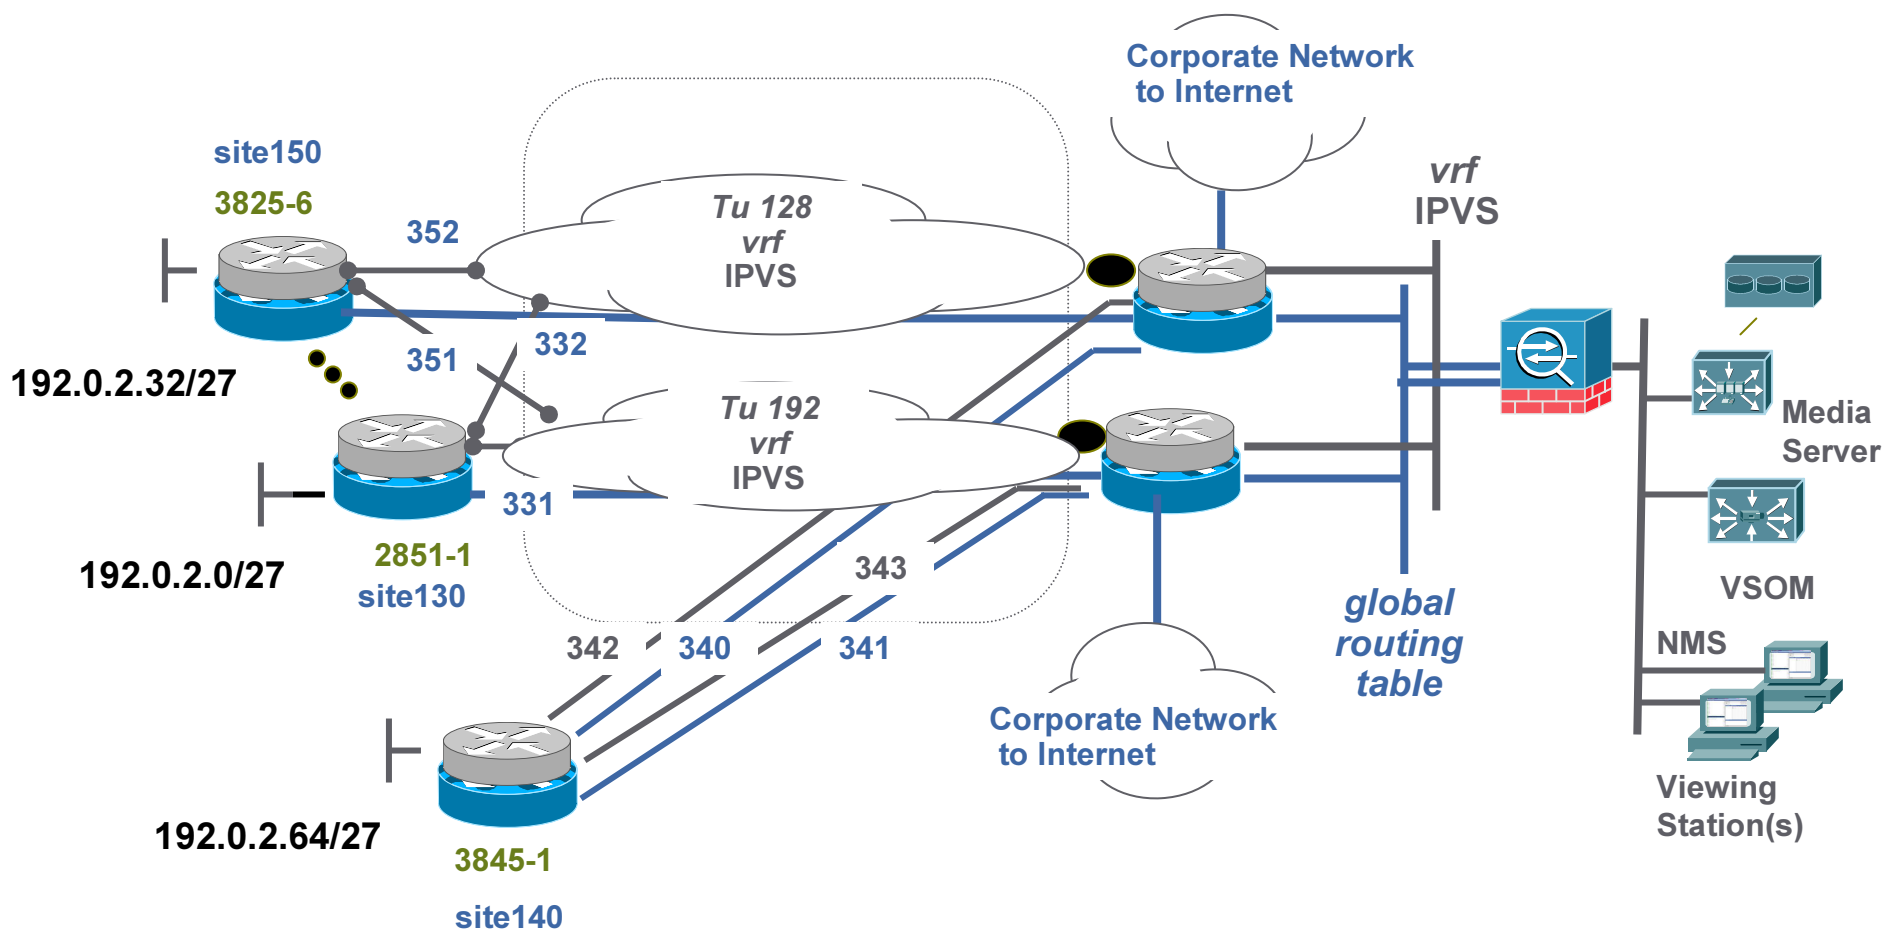 Corporate Network
to Internet
site150
3825-6
352
Tu 128
vrf
IPVS
vrf
IPVS
351
332
192.0.2.32/27
Tu 192
vrf
IPVS
Media
Server
331
2851-1
site130
192.0.2.0/27
343
VSOM
global
routing
table
342
340
341
NMS
Corporate Network
to Internet
Viewing
Station(s)
192.0.2.64/27
3845-1
site140